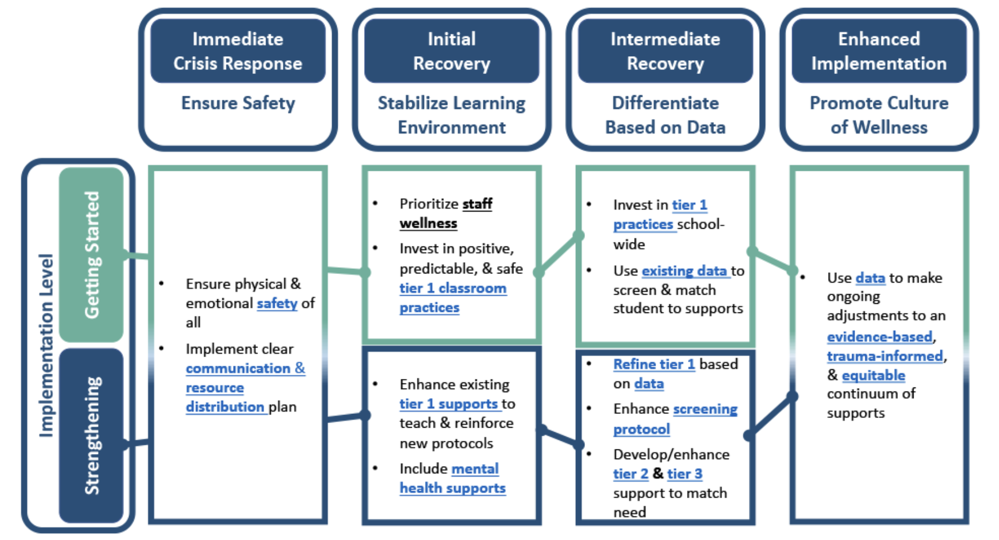 Immediate
Crisis Response
Ensure Safety
Initial
Recovery
Stabilize Learning
Environment
Intermediate
Recovery
Differentiate
Based on Data
Enhanced
Implementation
Promote Culture
of Wellness
Implementation Level
Getting Started
Strengthening
• Ensure physical &
emotional safety of
all
• Implement clear
communication &
resource
distribution plan
• Prioritize staff
wellness
• Invest in positive,
predictable, & safe
tier 1 classroom
practices
• Enhance existing
tier 1 supports to
teach & reinforce
new protocols
• Include mental
health supports
• Invest in tier 1
practices school-
wide
• Use existing data to
screen & match
student to supports
• Refine tier 1 based
on data
• Enhance screening
protocol
• Develop/enhance
tier 2 & tier 3
support to match
need
• Use data to make
ongoing
adjustments to an
evidence-based,
trauma-informed,
& equitable
continuum of
supports